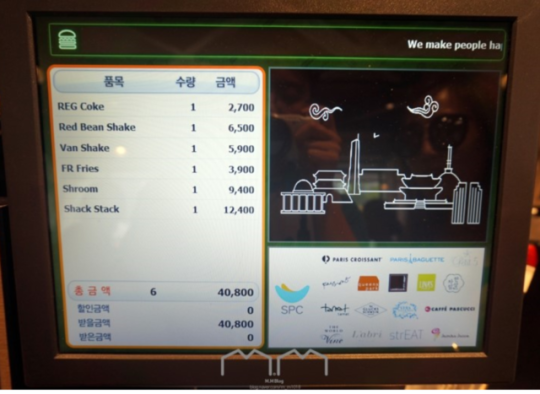 We make people ha
품목 수량 금액
REG Coke 1 2,700
Red Bean Shake 1 6,500
Van Shake 1 5,900
FR Fries 1 3,900
Shroom 1 9,400
Shack Stack 1 12,400
총 금 액 6 40,800
할인금액 0
받을금액 40,800
받은금액 0
PARIS CROISSANT PARIS BAGUETTE
SPC
CAFFÉ PASCUCCI
Lobri strEAT